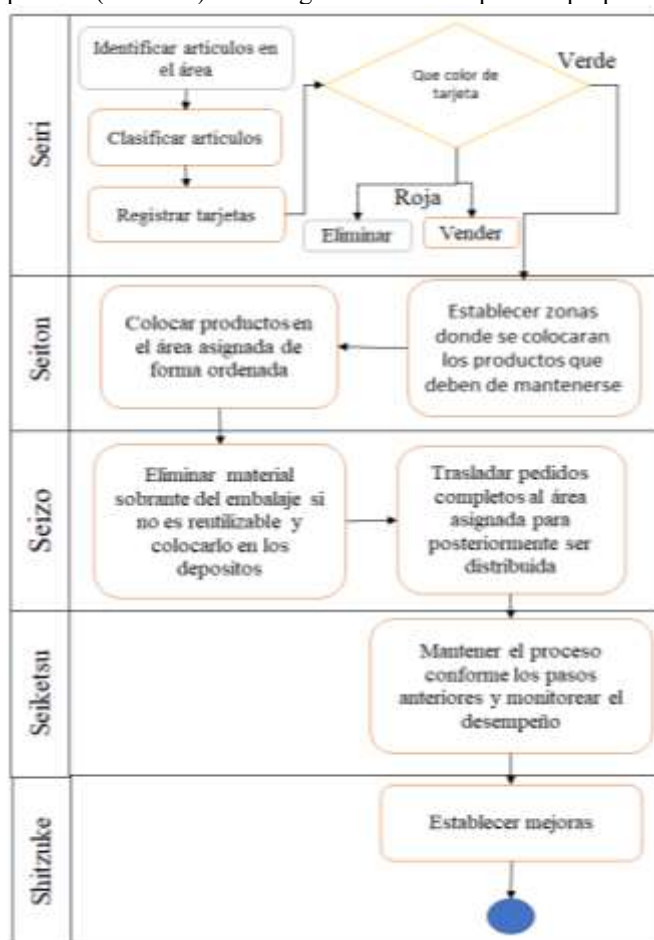 Seiri
Identificar articulos en
el área
Clasificar articulos
Registrar tarjetas
Que color de
tarjeta
Verde
Roja
Eliminar
Vender
Seiton
Colocar productos en
el área asignada de
forma ordenada
Establecer zonas
donde se colocaran
los productos que
deben de mantenerse
Seizo
Eliminar material
sobrante del embalaje si
no es reutilizable y
colocarlo en los
depositos
Trasladar pedidos
completos al área
asignada para
posteriormente ser
distribuida
Seiketsu
Mantener el proceso
conforme los pasos
anteriores y monitorear el
desempeño
Shitzuke
Establecer mejoras